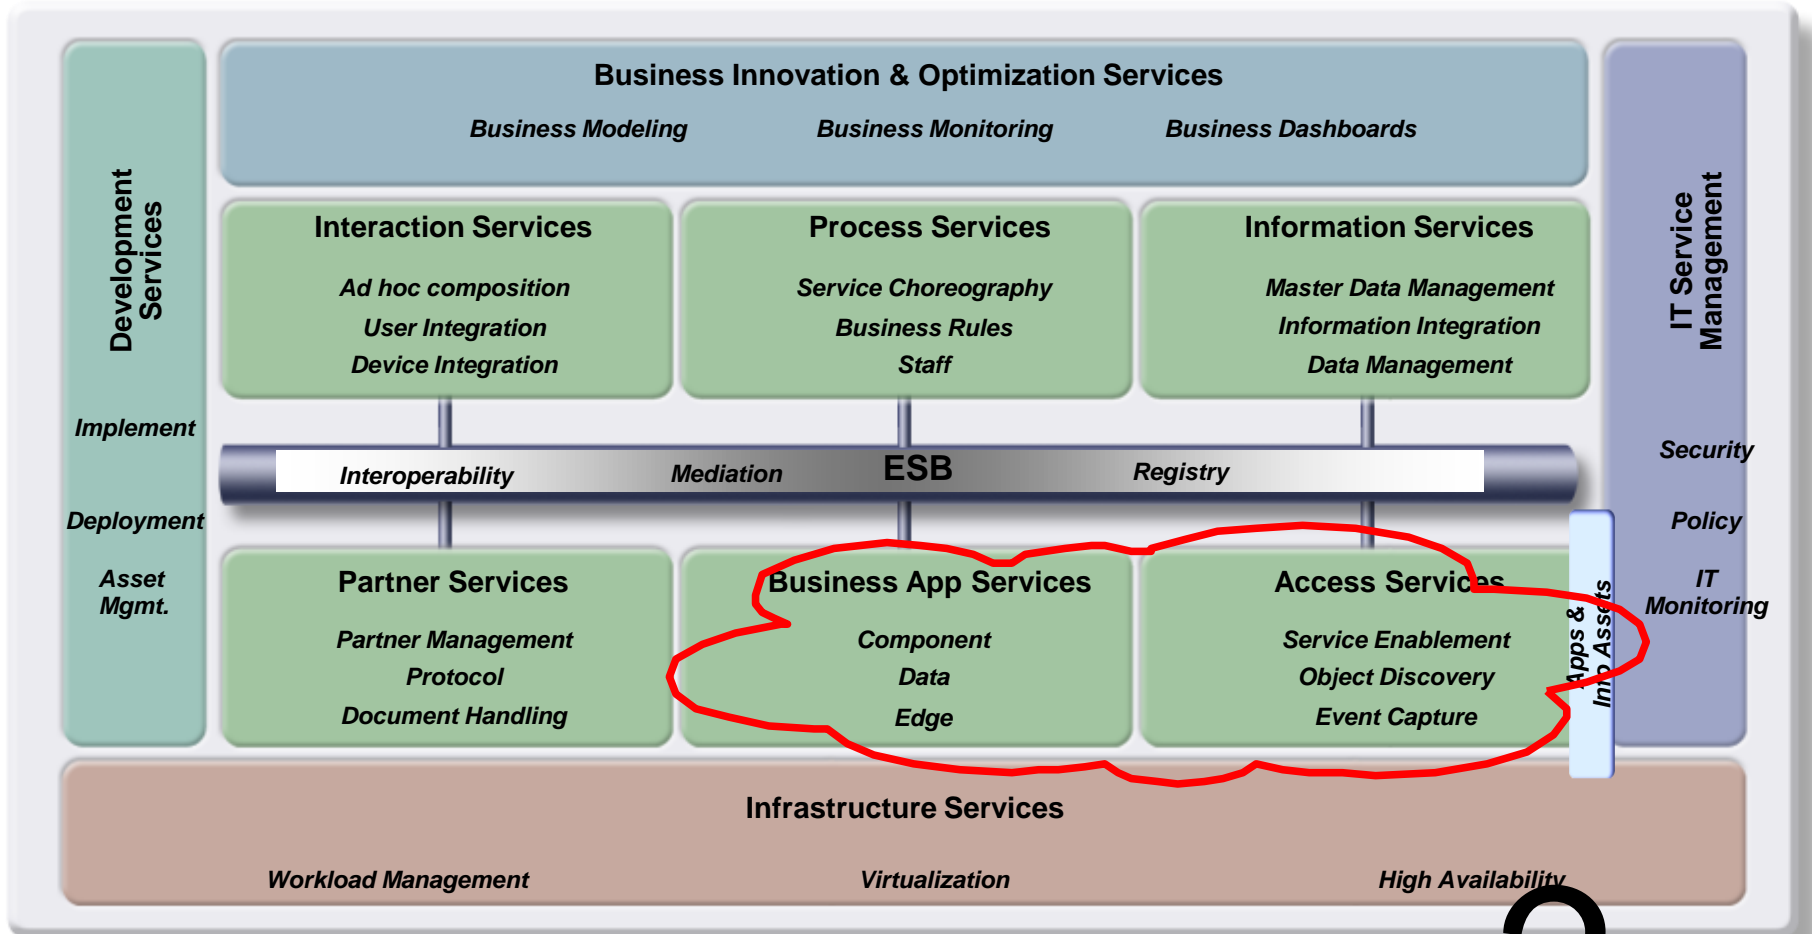 Business Innovation & Optimization Services
Business Modeling
Business Monitoring
Business Dashboards
Development
Services
Implement
Deployment
Asset
Mgmt.
Interaction Services
Ad hoc composition
User Integration
Device Integration
Process Services
Service Choreography
Business Rules
Staff
Information Services
Master Data Management
Information Integration
Data Management
IT Service
Management
Security
Policy
IT
Monitoring
Interoperability
Mediation
ESB
Registry
Partner Services
Partner Management
Protocol
Document Handling
Business App Services
Component
Data
Edge
Access Services
Service Enablement
Object Discovery
Event Capture
Apps &
Info Assets
Infrastructure Services
Workload Management
Virtualization
High Availability